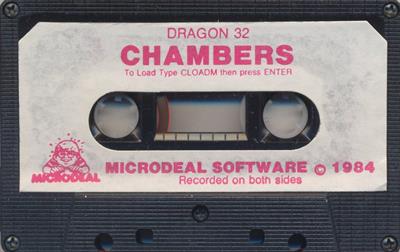 DRAGON 32
CHAMBERS
To Load Type CLOADM then press ENTER
MICRODEAL
MICRODEAL SOFTWARE © 1984
Recorded on both sides